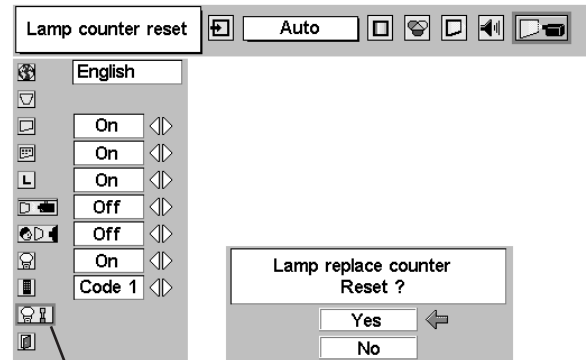 Lamp counter reset
Auto
English
On
On
L
On
Off
Off
On
Code 1
Lamp replace counter
Reset ?
Yes
No